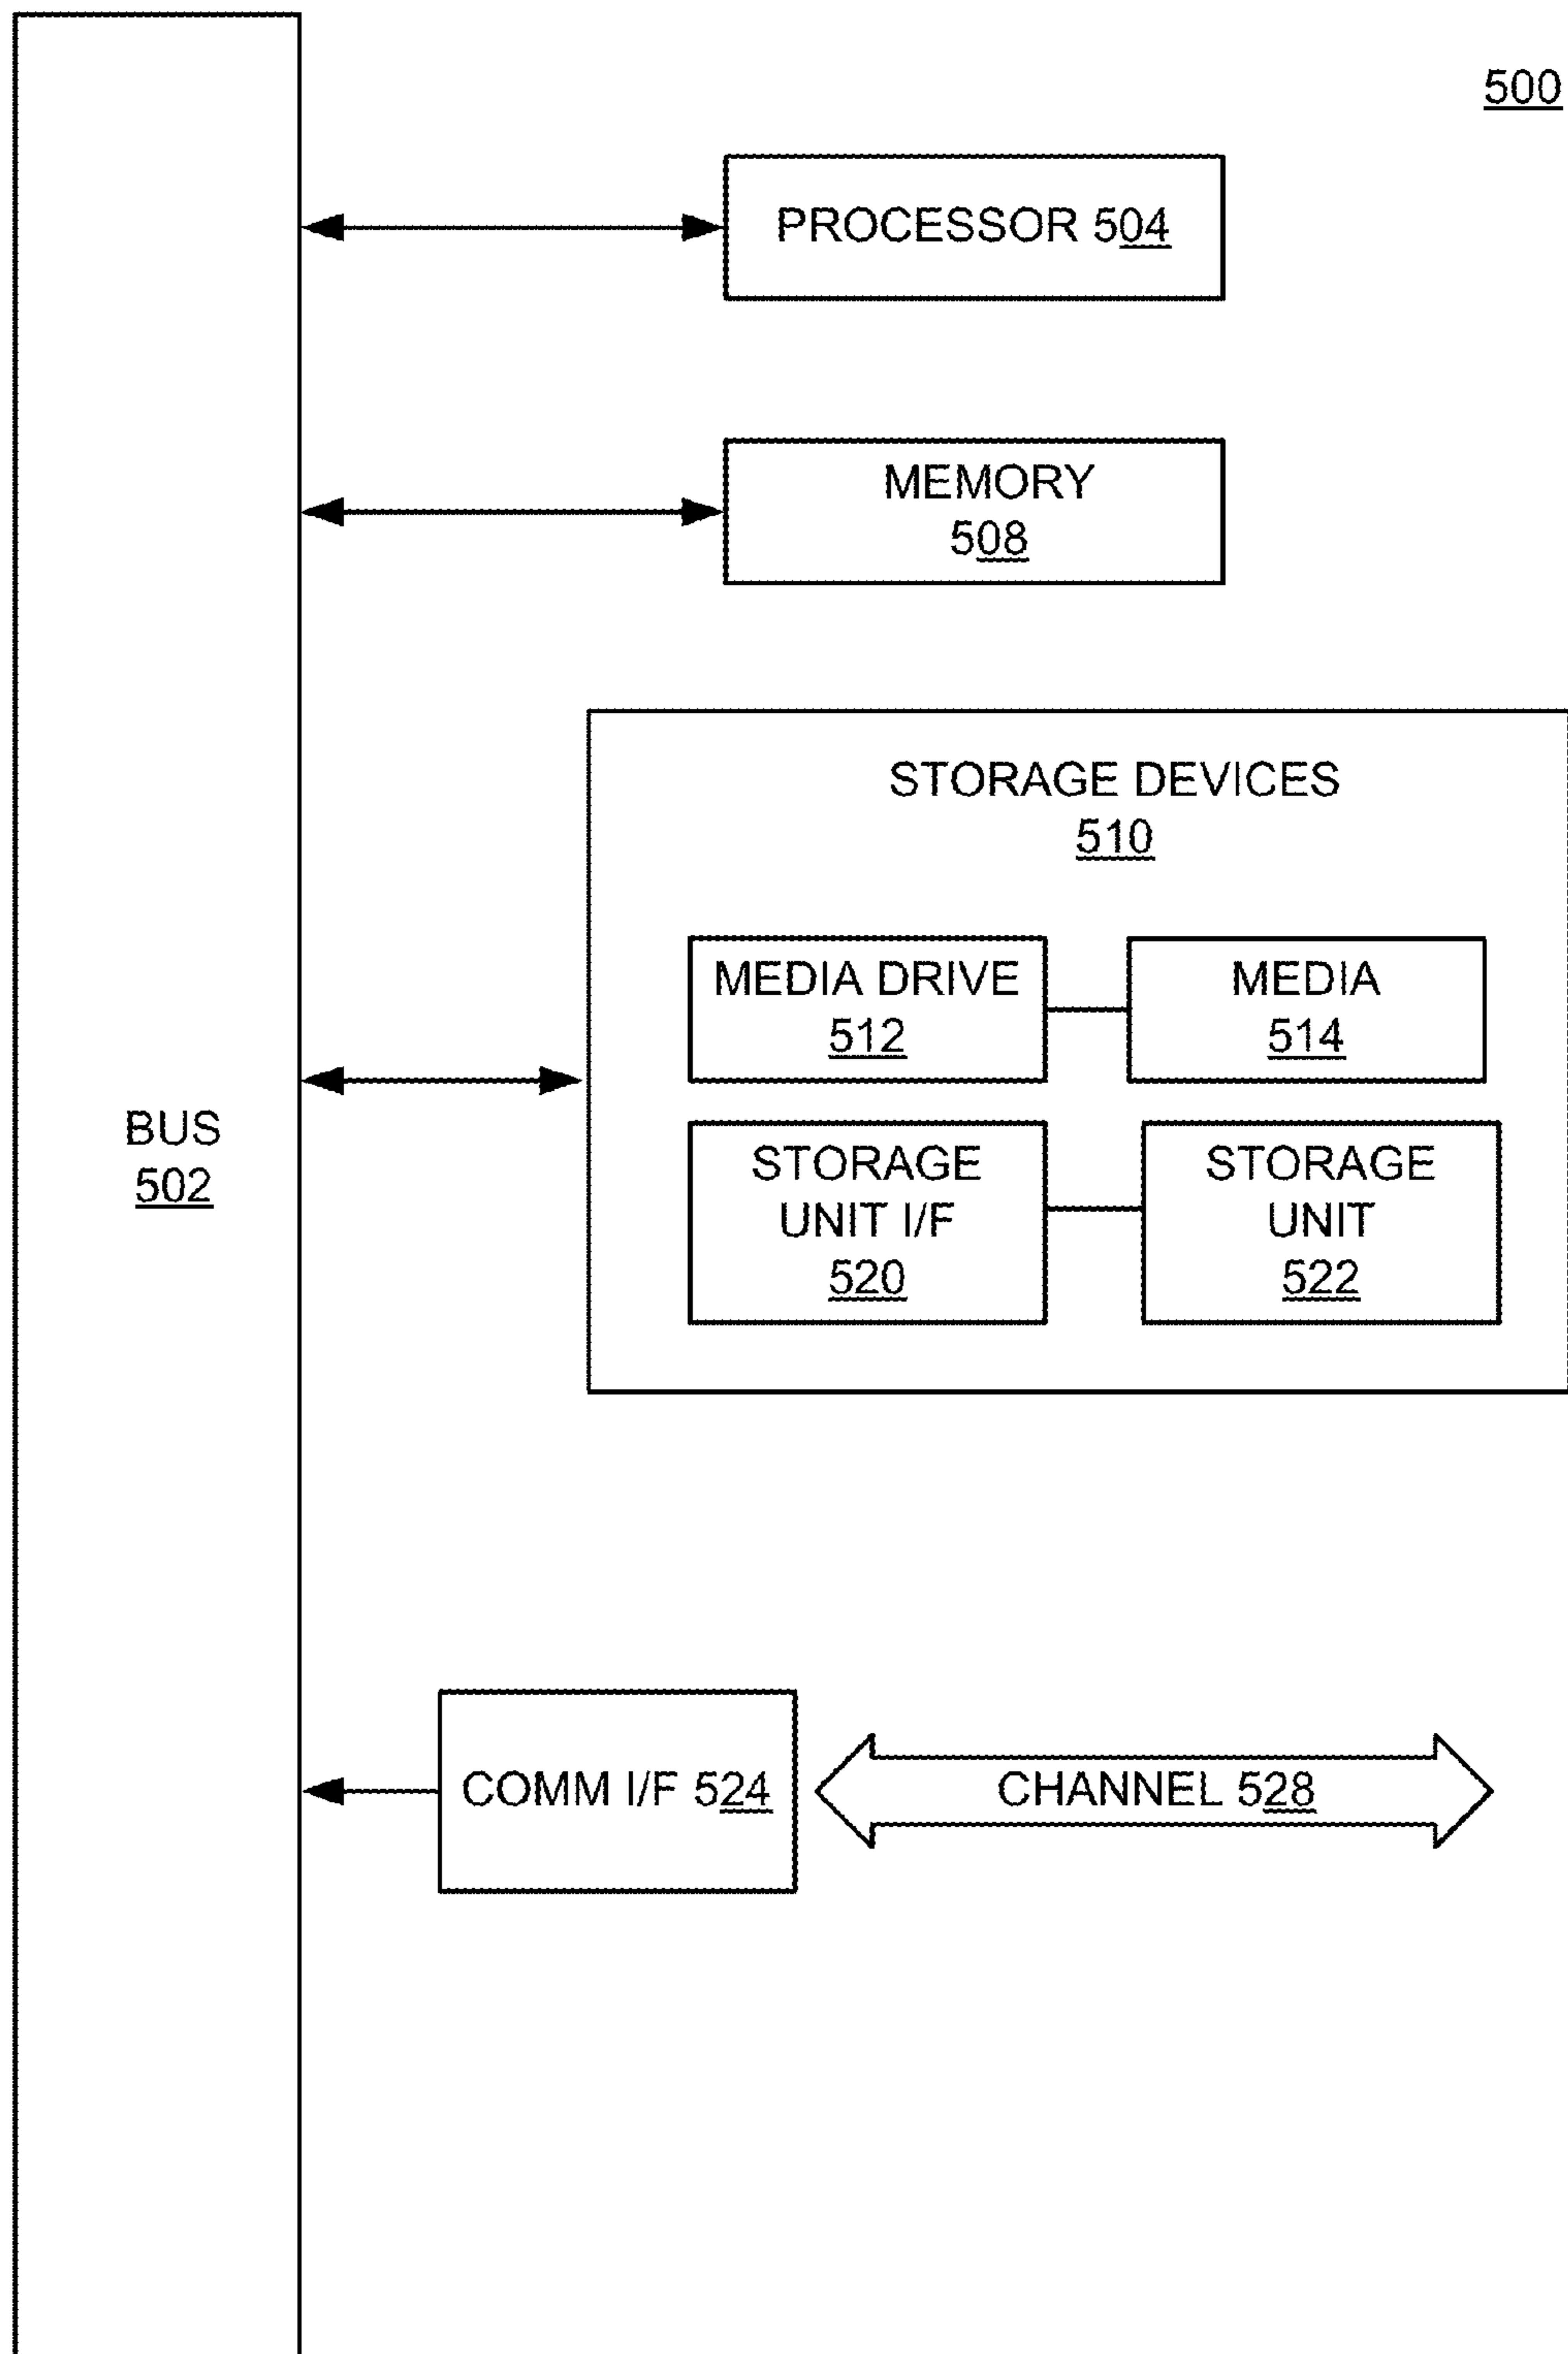 500
PROCESSOR 504
MEMORY
508
STORAGE DEVICES
510
MEDIA DRIVE
512
MEDIA
514
BUS
502
STORAGE
UNIT I/F
520
STORAGE
UNIT
522
COMM I/F 524
CHANNEL 528